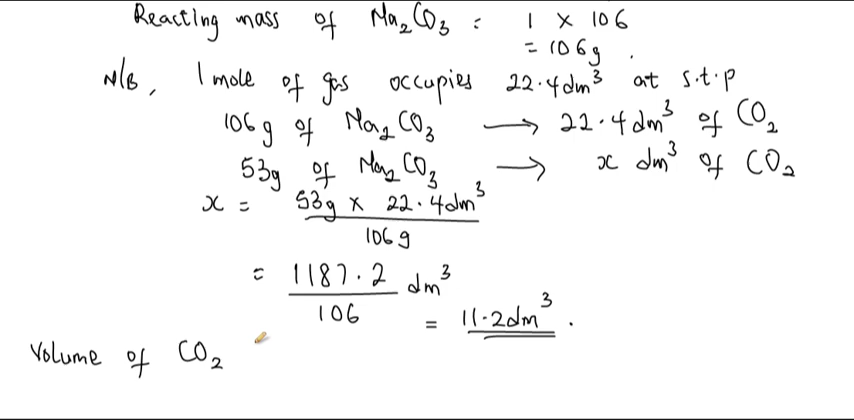 Reacting mass of Na₂CO₃ = 1 × 106
= 106g.
N/B, 1 mole of gas occupies 22.4dm³ at s.t.p
106g of Na₂CO₃ → 22.4dm³ of CO₂
53g of Na₂CO₃ → x dm³ of CO₂
x = 53g × 22.4dm³
106g
= 1187.2 dm³
106
= 11.2dm³.
Volume of CO₂